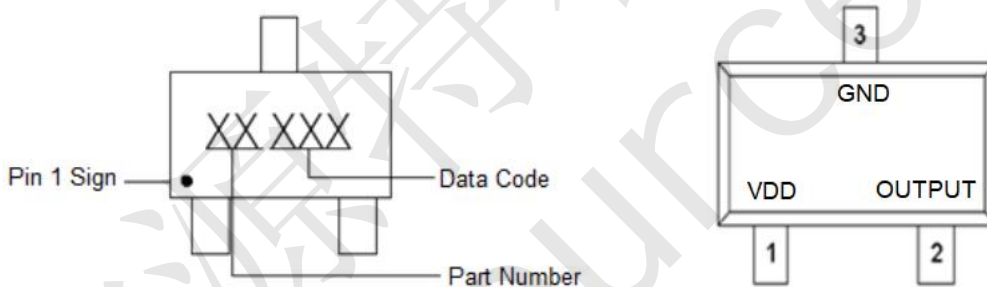 3
GND
XX XXX
Pin 1 Sign
Data Code
VDD OUTPUT
1 2
Part Number